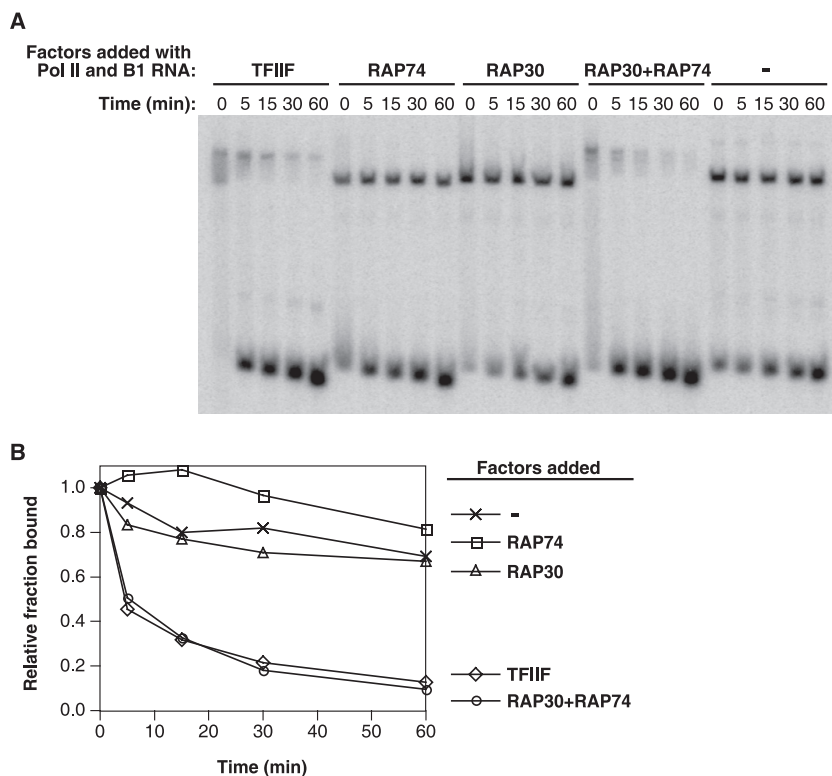 A
Factors added with
Pol II and B1 RNA:
TFIIF RAP74 RAP30 RAP30+RAP74 -
Time (min): 0 5 15 30 60 0 5 15 30 60 0 5 15 30 60 0 5 15 30 60 0 5 15 30 60
B
Relative fraction bound
1.0
0.8
0.6
0.4
0.2
0.0
0 10 20 30 40 50 60
Time (min)
Factors added
-
RAP74
RAP30
TFIIF
RAP30+RAP74